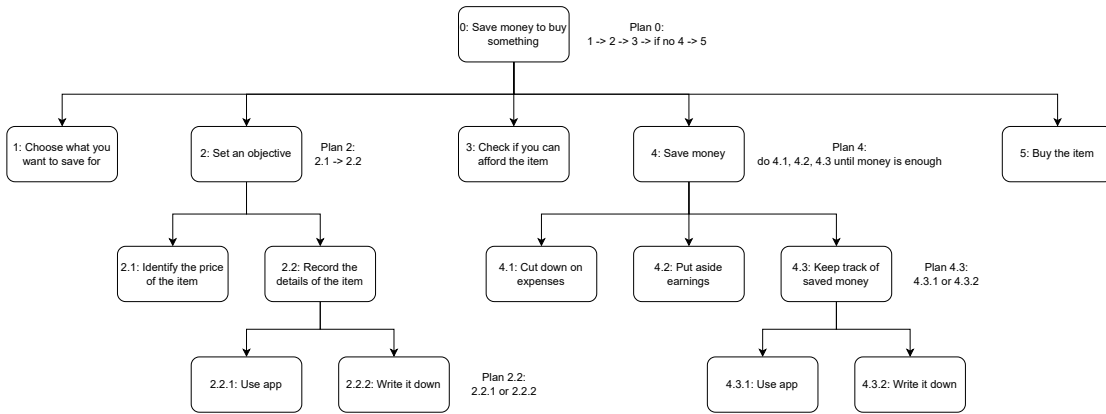 0: Save money to buy
something
Plan 0:
1 -> 2 -> 3 -> if no 4 -> 5
1: Choose what you
want to save for
2: Set an objective
Plan 2:
2.1 -> 2.2
3: Check if you can
afford the item
4: Save money
Plan 4:
do 4.1, 4.2, 4.3 until money is enough
5: Buy the item
2.1: Identify the price
of the item
2.2: Record the
details of the item
4.1: Cut down on
expenses
4.2: Put aside
earnings
4.3: Keep track of
saved money
Plan 4.3:
4.3.1 or 4.3.2
2.2.1: Use app
2.2.2: Write it down
Plan 2.2:
2.2.1 or 2.2.2
4.3.1: Use app
4.3.2: Write it down